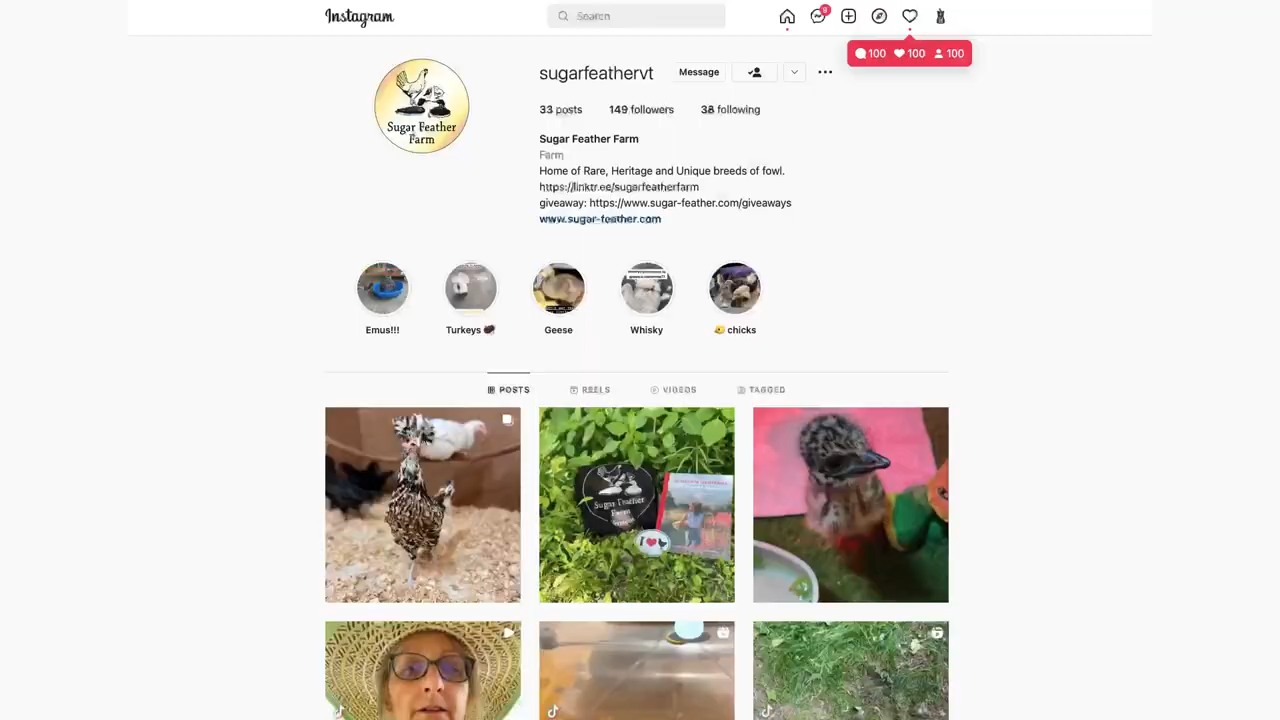 Instagram
Search
9
100 100 100
sugarfeathervt Message
33 posts 149 followers 38 following
Sugar Feather Farm
Farm
Home of Rare, Heritage and Unique breeds of fowl.
https://linktr.ee/sugarfeatherfarm
giveaway: https://www.sugar-feather.com/giveaways
www.sugar-feather.com
Sugar Feather
Farm
Emus!!! Turkeys 🦃 Geese Whisky 🐥 chicks
POSTS REELS VIDEOS TAGGED
Sugar Feather
Farm
I